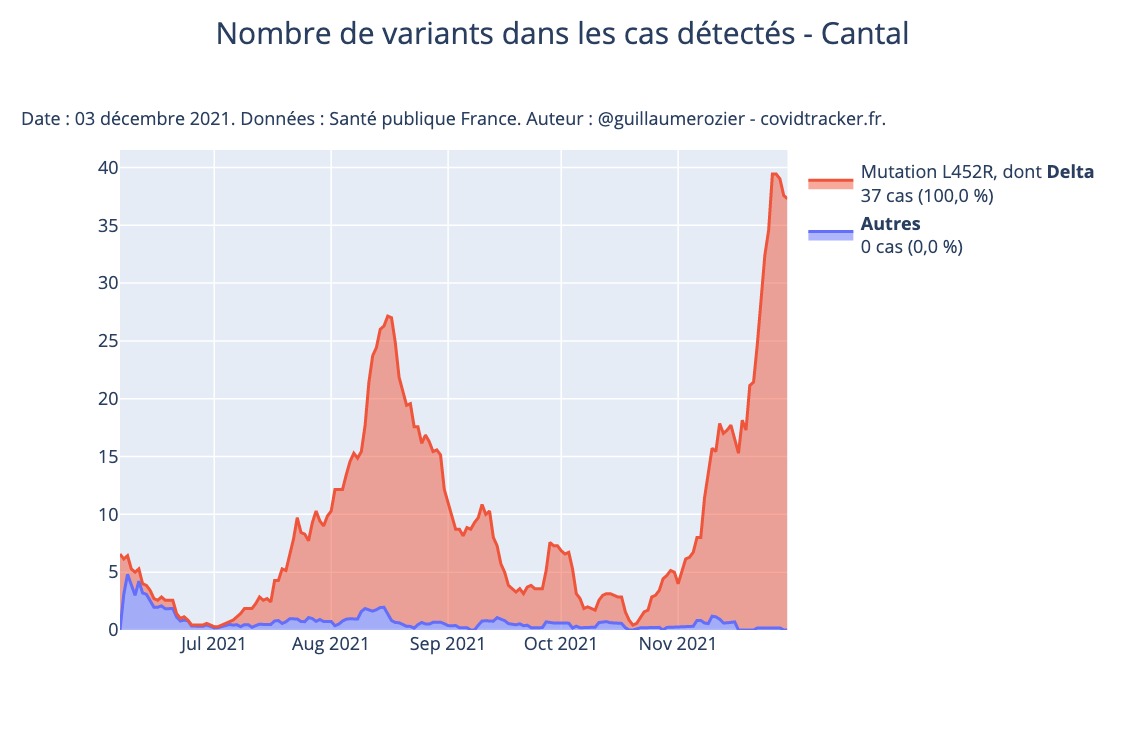 Nombre de variants dans les cas détectés - Cantal
Date : 03 décembre 2021. Données : Santé publique France. Auteur : @guillaumerozier - covidtracker.fr.
40
35
30
25
20
15
10
5
0
Jul 2021
Aug 2021
Sep 2021
Oct 2021
Nov 2021
Mutation L452R, dont Delta
37 cas (100,0 %)
Autres
0 cas (0,0 %)